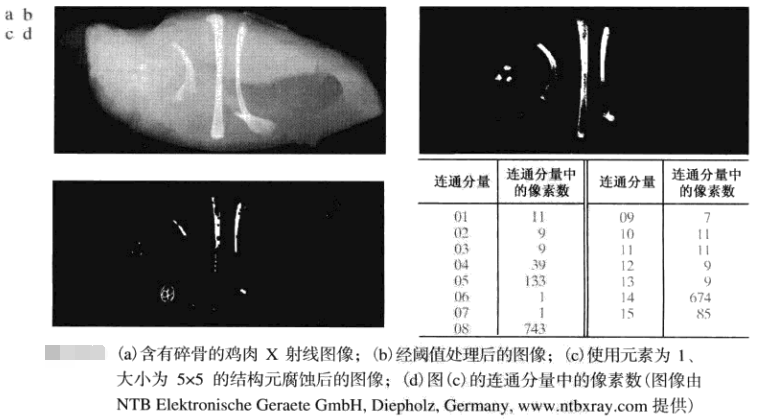 a b
c d
连通分量 连通分量中的像素数 连通分量 连通分量中的像素数
01 11 09 7
02 9 10 11
03 9 11 11
04 39 12 9
05 133 13 9
06 1 14 674
07 1 15 85
08 743
(a)含有碎骨的鸡肉 X 射线图像；(b)经阈值处理后的图像；(c)使用元素为 1、
大小为 5×5 的结构元腐蚀后的图像；(d)图(c)的连通分量中的像素数(图像由
NTB Elektronische Geraete GmbH, Diepholz, Germany, www.ntbxray.com 提供)